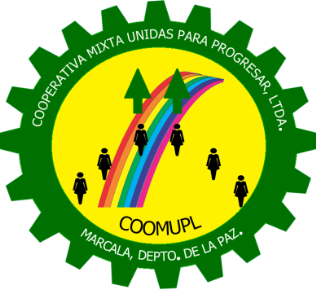 COOPERATIVA MIXTA UNIDAS PARA PROGRESAR, LTDA.
COOMUPL
MARCALA, DEPTO. DE LA PAZ.